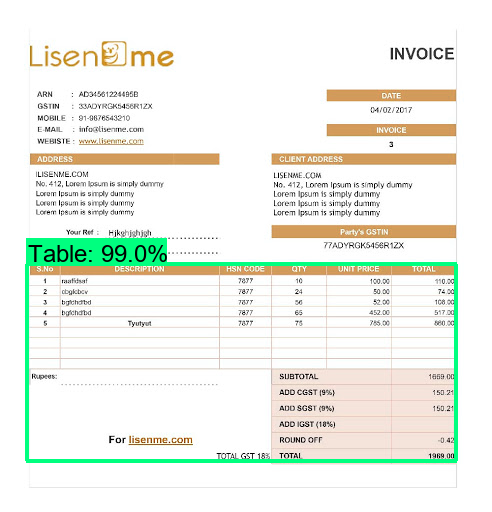 Lisenme
INVOICE
ARN : AD34561224495B
GSTIN : 33ADYRGK5456R1ZX
MOBILE : 91-9876543210
E-MAIL : info@lisenme.com
WEBISTE : www.lisenme.com
DATE
04/02/2017
INVOICE
3
ADDRESS
CLIENT ADDRESS
ILISENME.COM
No. 412, Lorem Ipsum is simply dummy
Lorem Ipsum is simply dummy
Lorem Ipsum is simply dummy
Lorem Ipsum is simply dummy
LISENME.COM
No. 412, Lorem Ipsum is simply dummy
Lorem Ipsum is simply dummy
Lorem Ipsum is simply dummy
Lorem Ipsum is simply dummy
Your Ref : Hjkghjghjgh
Party's GSTIN
77ADYRGK5456R1ZX
Table: 99.0%
S.No DESCRIPTION HSN CODE QTY UNIT PRICE TOTAL
1 7877 10 100.00 110.00
2 7877 24 50.00 74.00
3 bgfdhdfbd 7877 56 52.00 108.00
4 bgfdhdfbd 7877 65 452.00 517.00
5 Tyutyut 7877 75 785.00 860.00
Rupees:
SUBTOTAL 1669.00
ADD CGST (9%) 150.21
ADD SGST (9%) 150.21
ADD IGST (18%)
For lisenme.com
ROUND OFF -0.42
TOTAL GST 18% TOTAL 1969.00